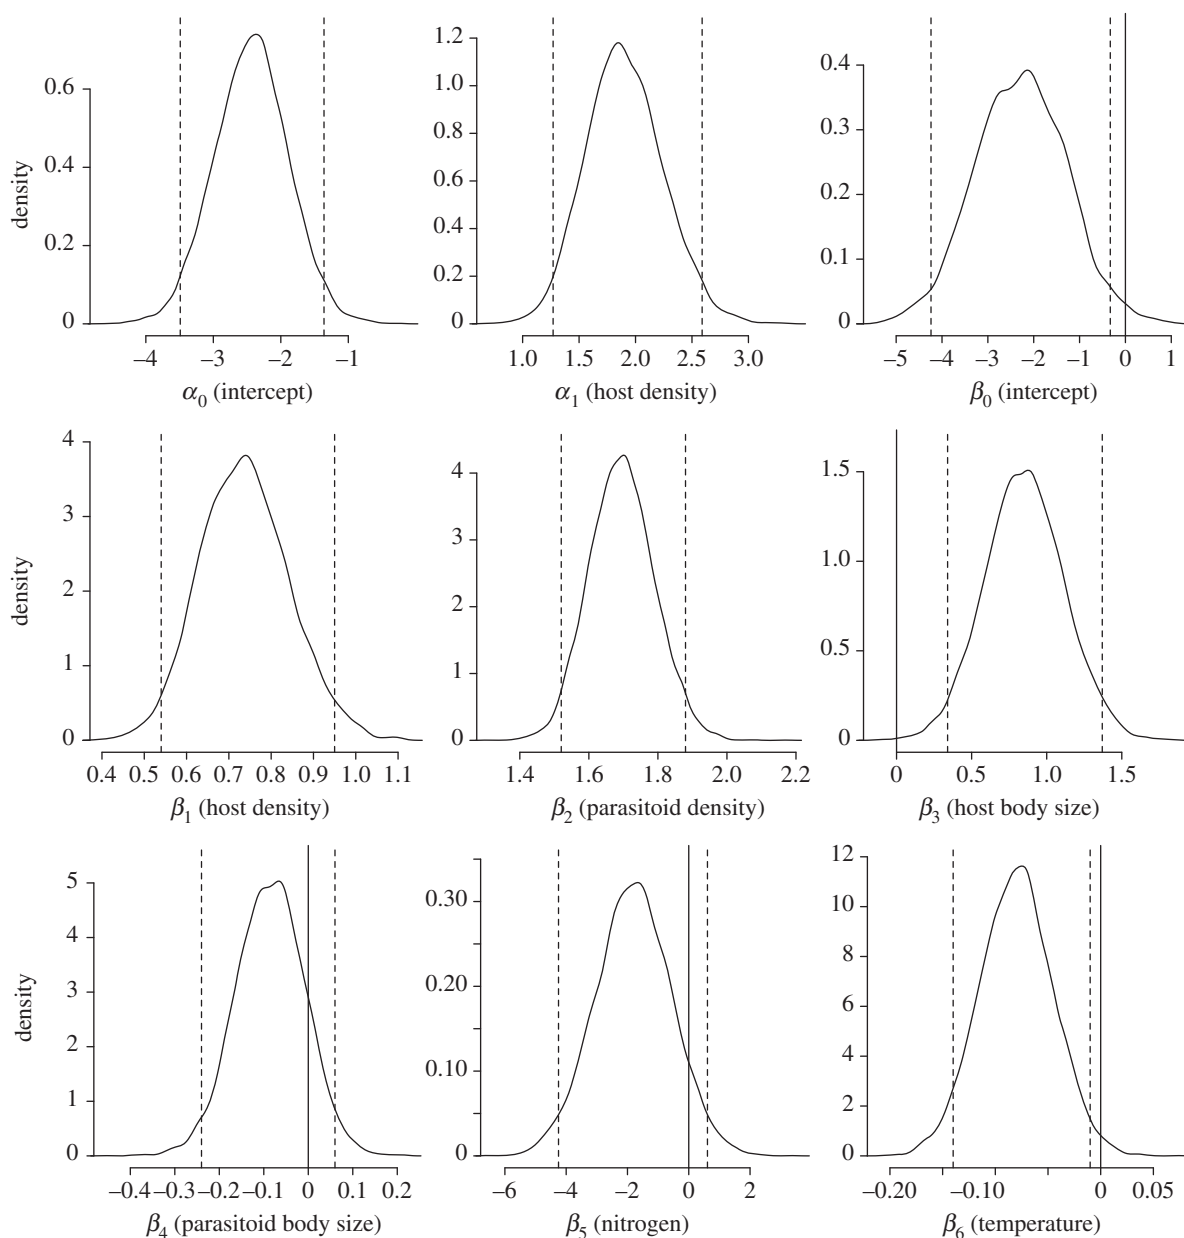 1.2
0.4
0.6
1.0
0.3
0.8
density
0.4
0.6
0.2
0.4
0.2
0.1
0.2
0
0
0
–4 –3 –2 –1
1.0 1.5 2.0 2.5 3.0
–5 –4 –3 –2 –1 0 1
α0 (intercept)
α1 (host density)
β0 (intercept)
4
4
1.5
3
3
density
1.0
2
2
0.5
1
1
0
0
0
0.4 0.5 0.6 0.7 0.8 0.9 1.0 1.1
1.4 1.6 1.8 2.0 2.2
0 0.5 1.0 1.5
β1 (host density)
β2 (parasitoid density)
β3 (host body size)
12
5
0.30
10
4
8
density
3
0.20
6
2
4
0.10
1
2
0
0
0
–0.4 –0.3 –0.2 –0.1 0 0.1 0.2
–6 –4 –2 0 2
–0.20 –0.10 0 0.05
β4 (parasitoid body size)
β5 (nitrogen)
β6 (temperature)